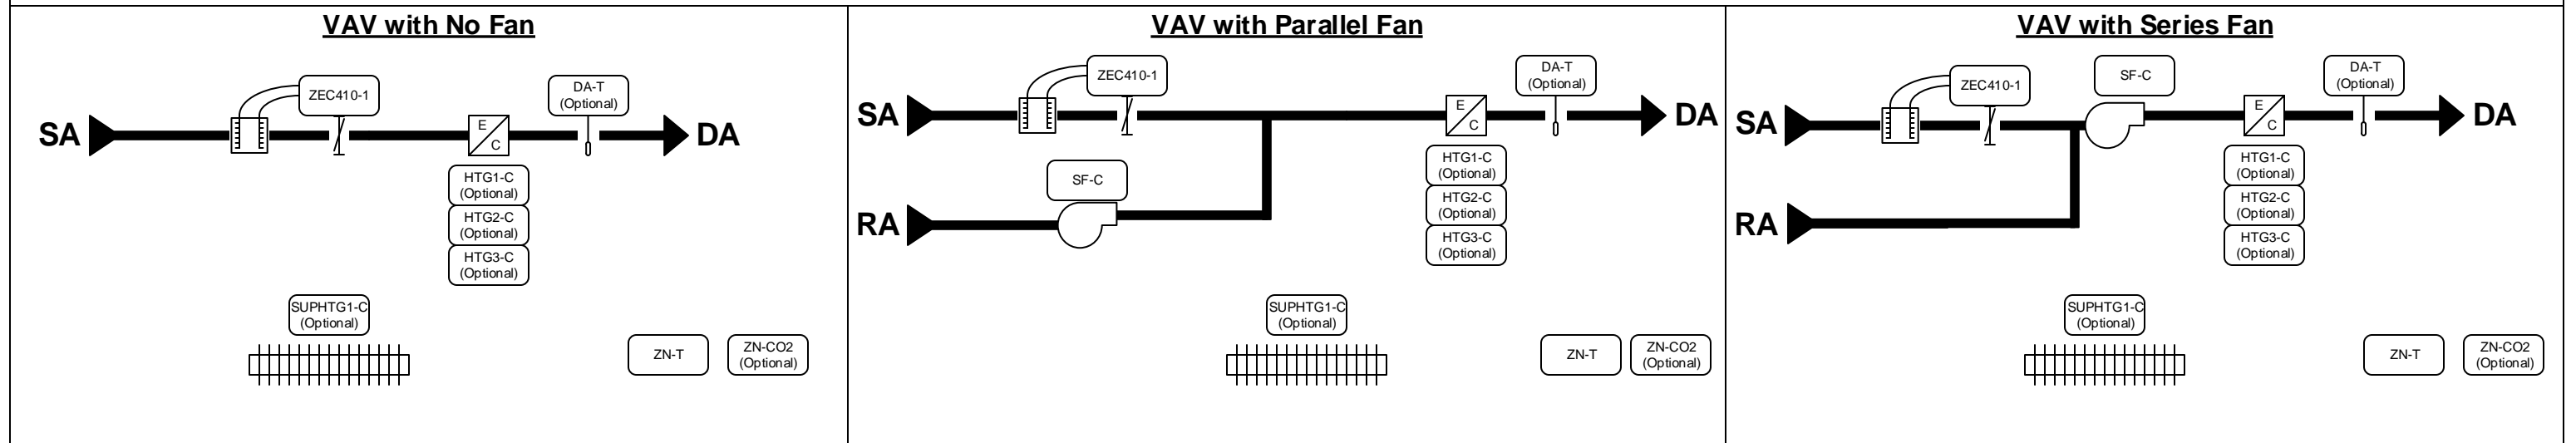 VAV with No Fan
ZEC410-1
DA-T
(Optional)
SA
E
C
DA
HTG1-C
(Optional)
HTG2-C
(Optional)
HTG3-C
(Optional)
SUPHTG1-C
(Optional)
ZN-T
ZN-CO2
(Optional)
VAV with Parallel Fan
ZEC410-1
DA-T
(Optional)
SA
E
C
DA
HTG1-C
(Optional)
SF-C
HTG2-C
(Optional)
RA
HTG3-C
(Optional)
SUPHTG1-C
(Optional)
ZN-T
ZN-CO2
(Optional)
VAV with Series Fan
ZEC410-1
SF-C
DA-T
(Optional)
SA
E
C
DA
HTG1-C
(Optional)
HTG2-C
(Optional)
RA
HTG3-C
(Optional)
SUPHTG1-C
(Optional)
ZN-T
ZN-CO2
(Optional)